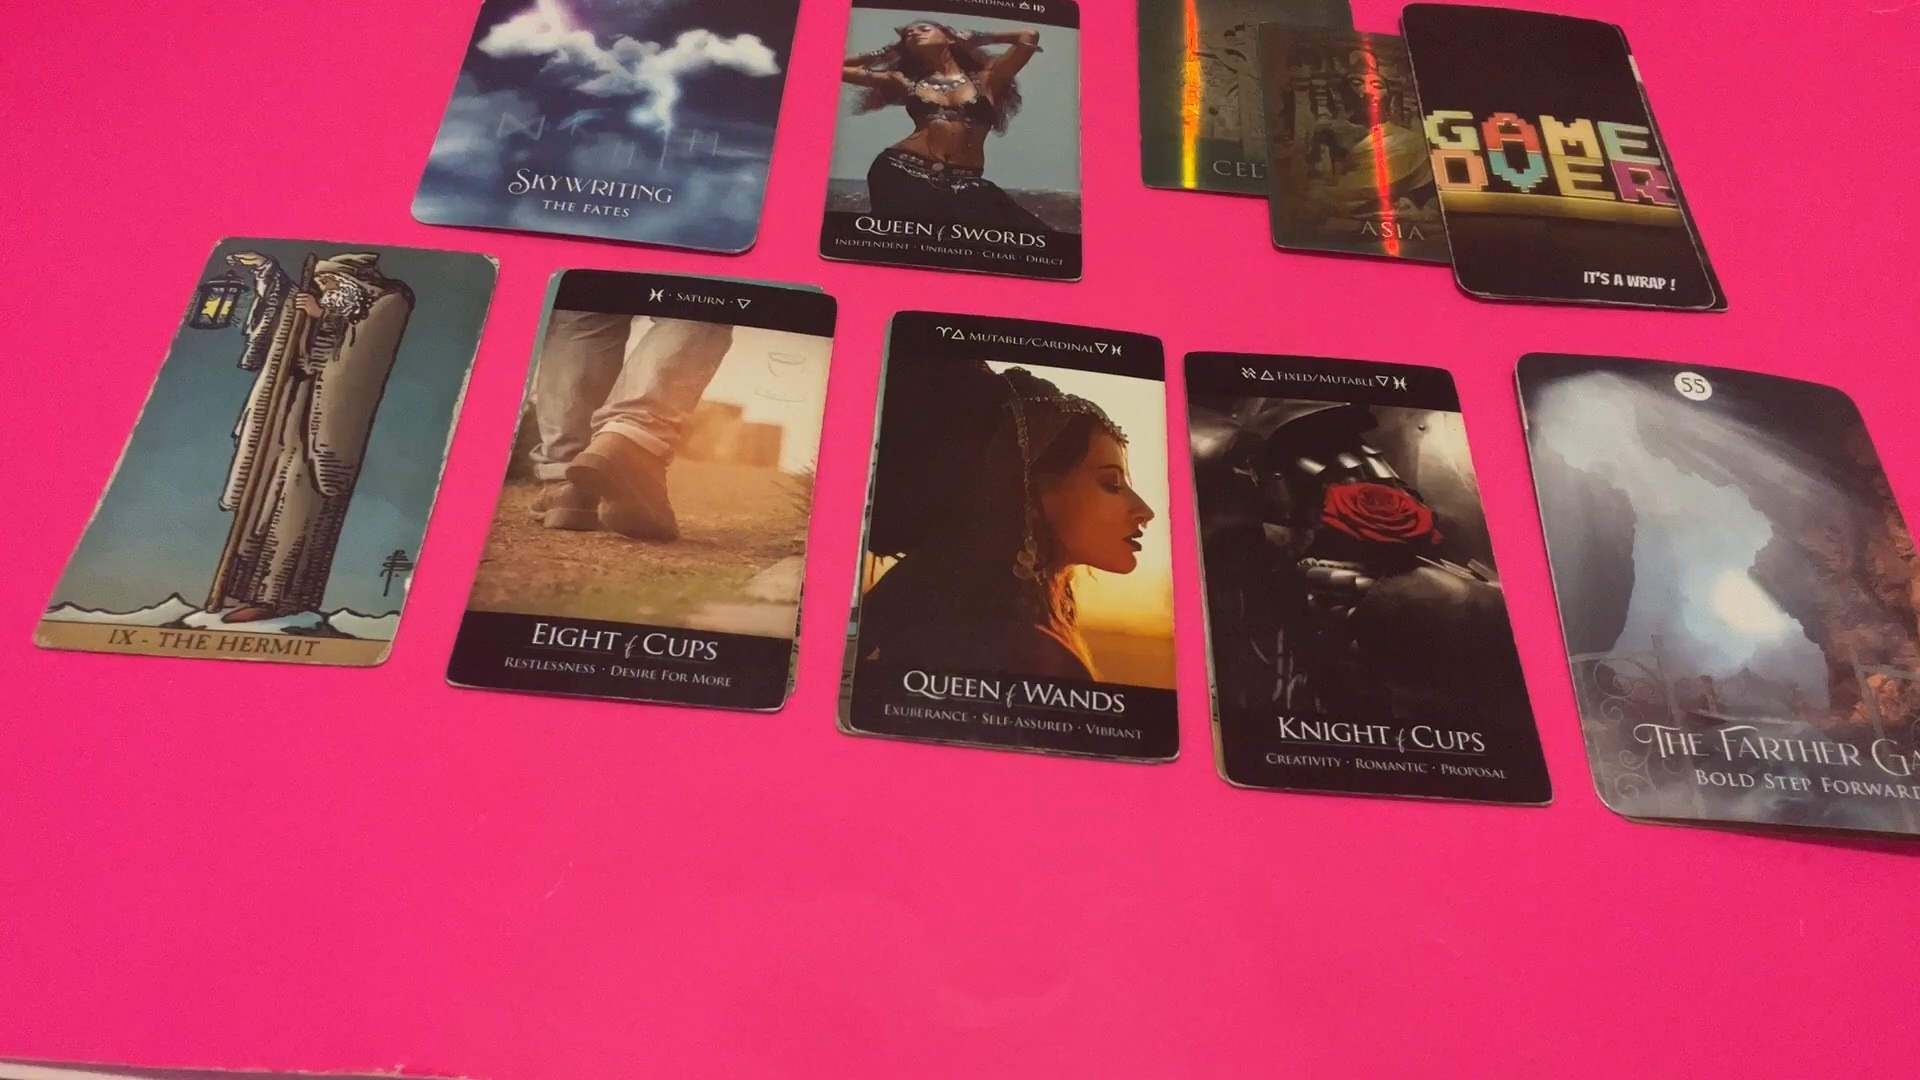 SKYWRITING
THE FATES
CARDINAL
QUEEN of SWORDS
INDEPENDENT · UNBIASED · CLEAR · DIRECT
ASIA
GAME
OVER
IT'S A WRAP !
IX - THE HERMIT
SATURN
EIGHT of CUPS
RESTLESSNESS · DESIRE FOR MORE
MUTABLE/CARDINAL
QUEEN of WANDS
EXUBERANCE · SELF-ASSURED · VIBRANT
FIXED/MUTABLE
KNIGHT of CUPS
CREATIVITY · ROMANTIC · PROPOSAL
55
THE FARTHER
BOLD STEP FORWARD